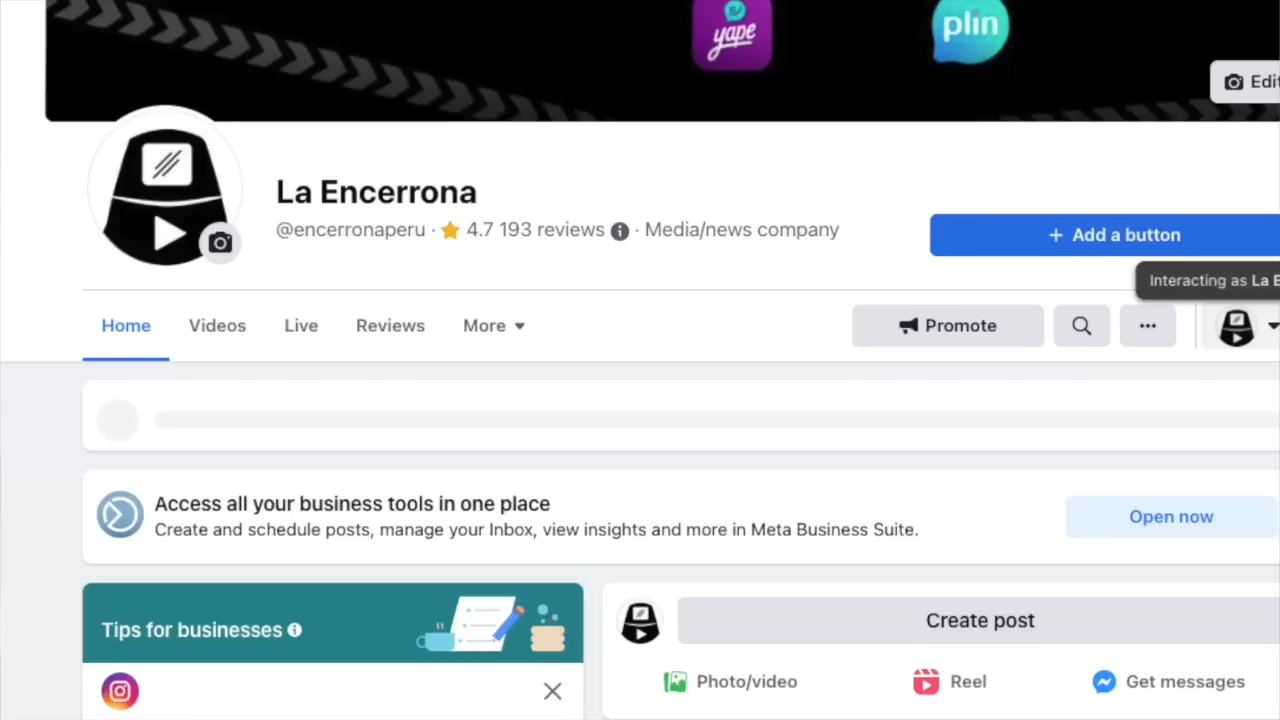 yape
plin
Edit
La Encerrona
@encerronaperu · 4.7 193 reviews · Media/news company
+ Add a button
Interacting as La E
Home Videos Live Reviews More
Promote
Access all your business tools in one place
Create and schedule posts, manage your Inbox, view insights and more in Meta Business Suite.
Open now
Tips for businesses
Create post
Photo/video Reel Get messages